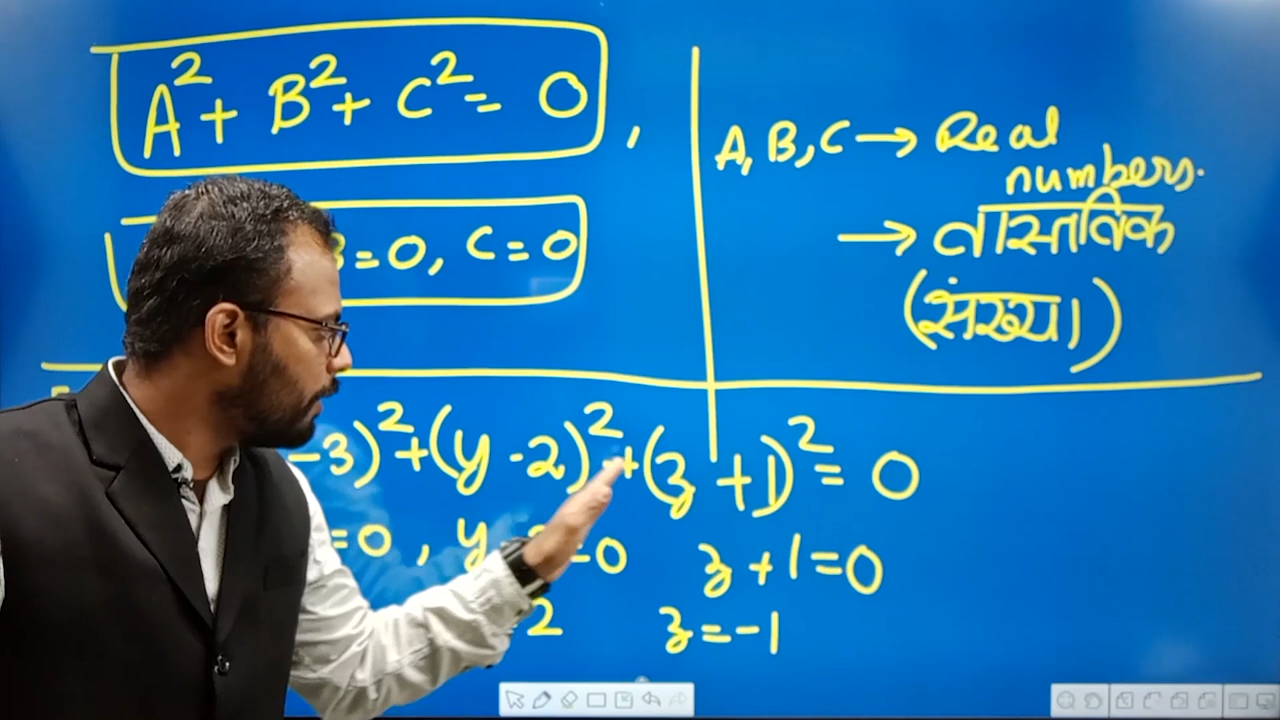 A² + B² + C² = 0 ,
A, B, C → Real
numbers.
B = 0, C = 0
→ वास्तविक
(संख्या)
-3)² + (y - 2)² + (z + 1)² = 0
= 0 , y = 0 z + 1 = 0
2 z = -1